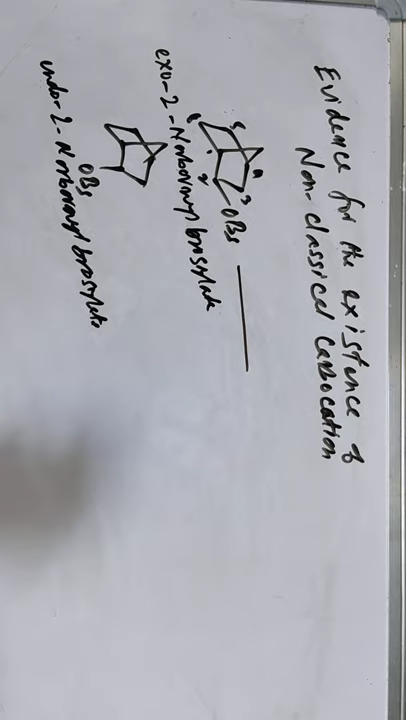 Evidence for the existence of
Non-classical Carbocation
OBs
exo-2-Norbornyl brosylate
OBs
endo-2-Norbornyl brosylate